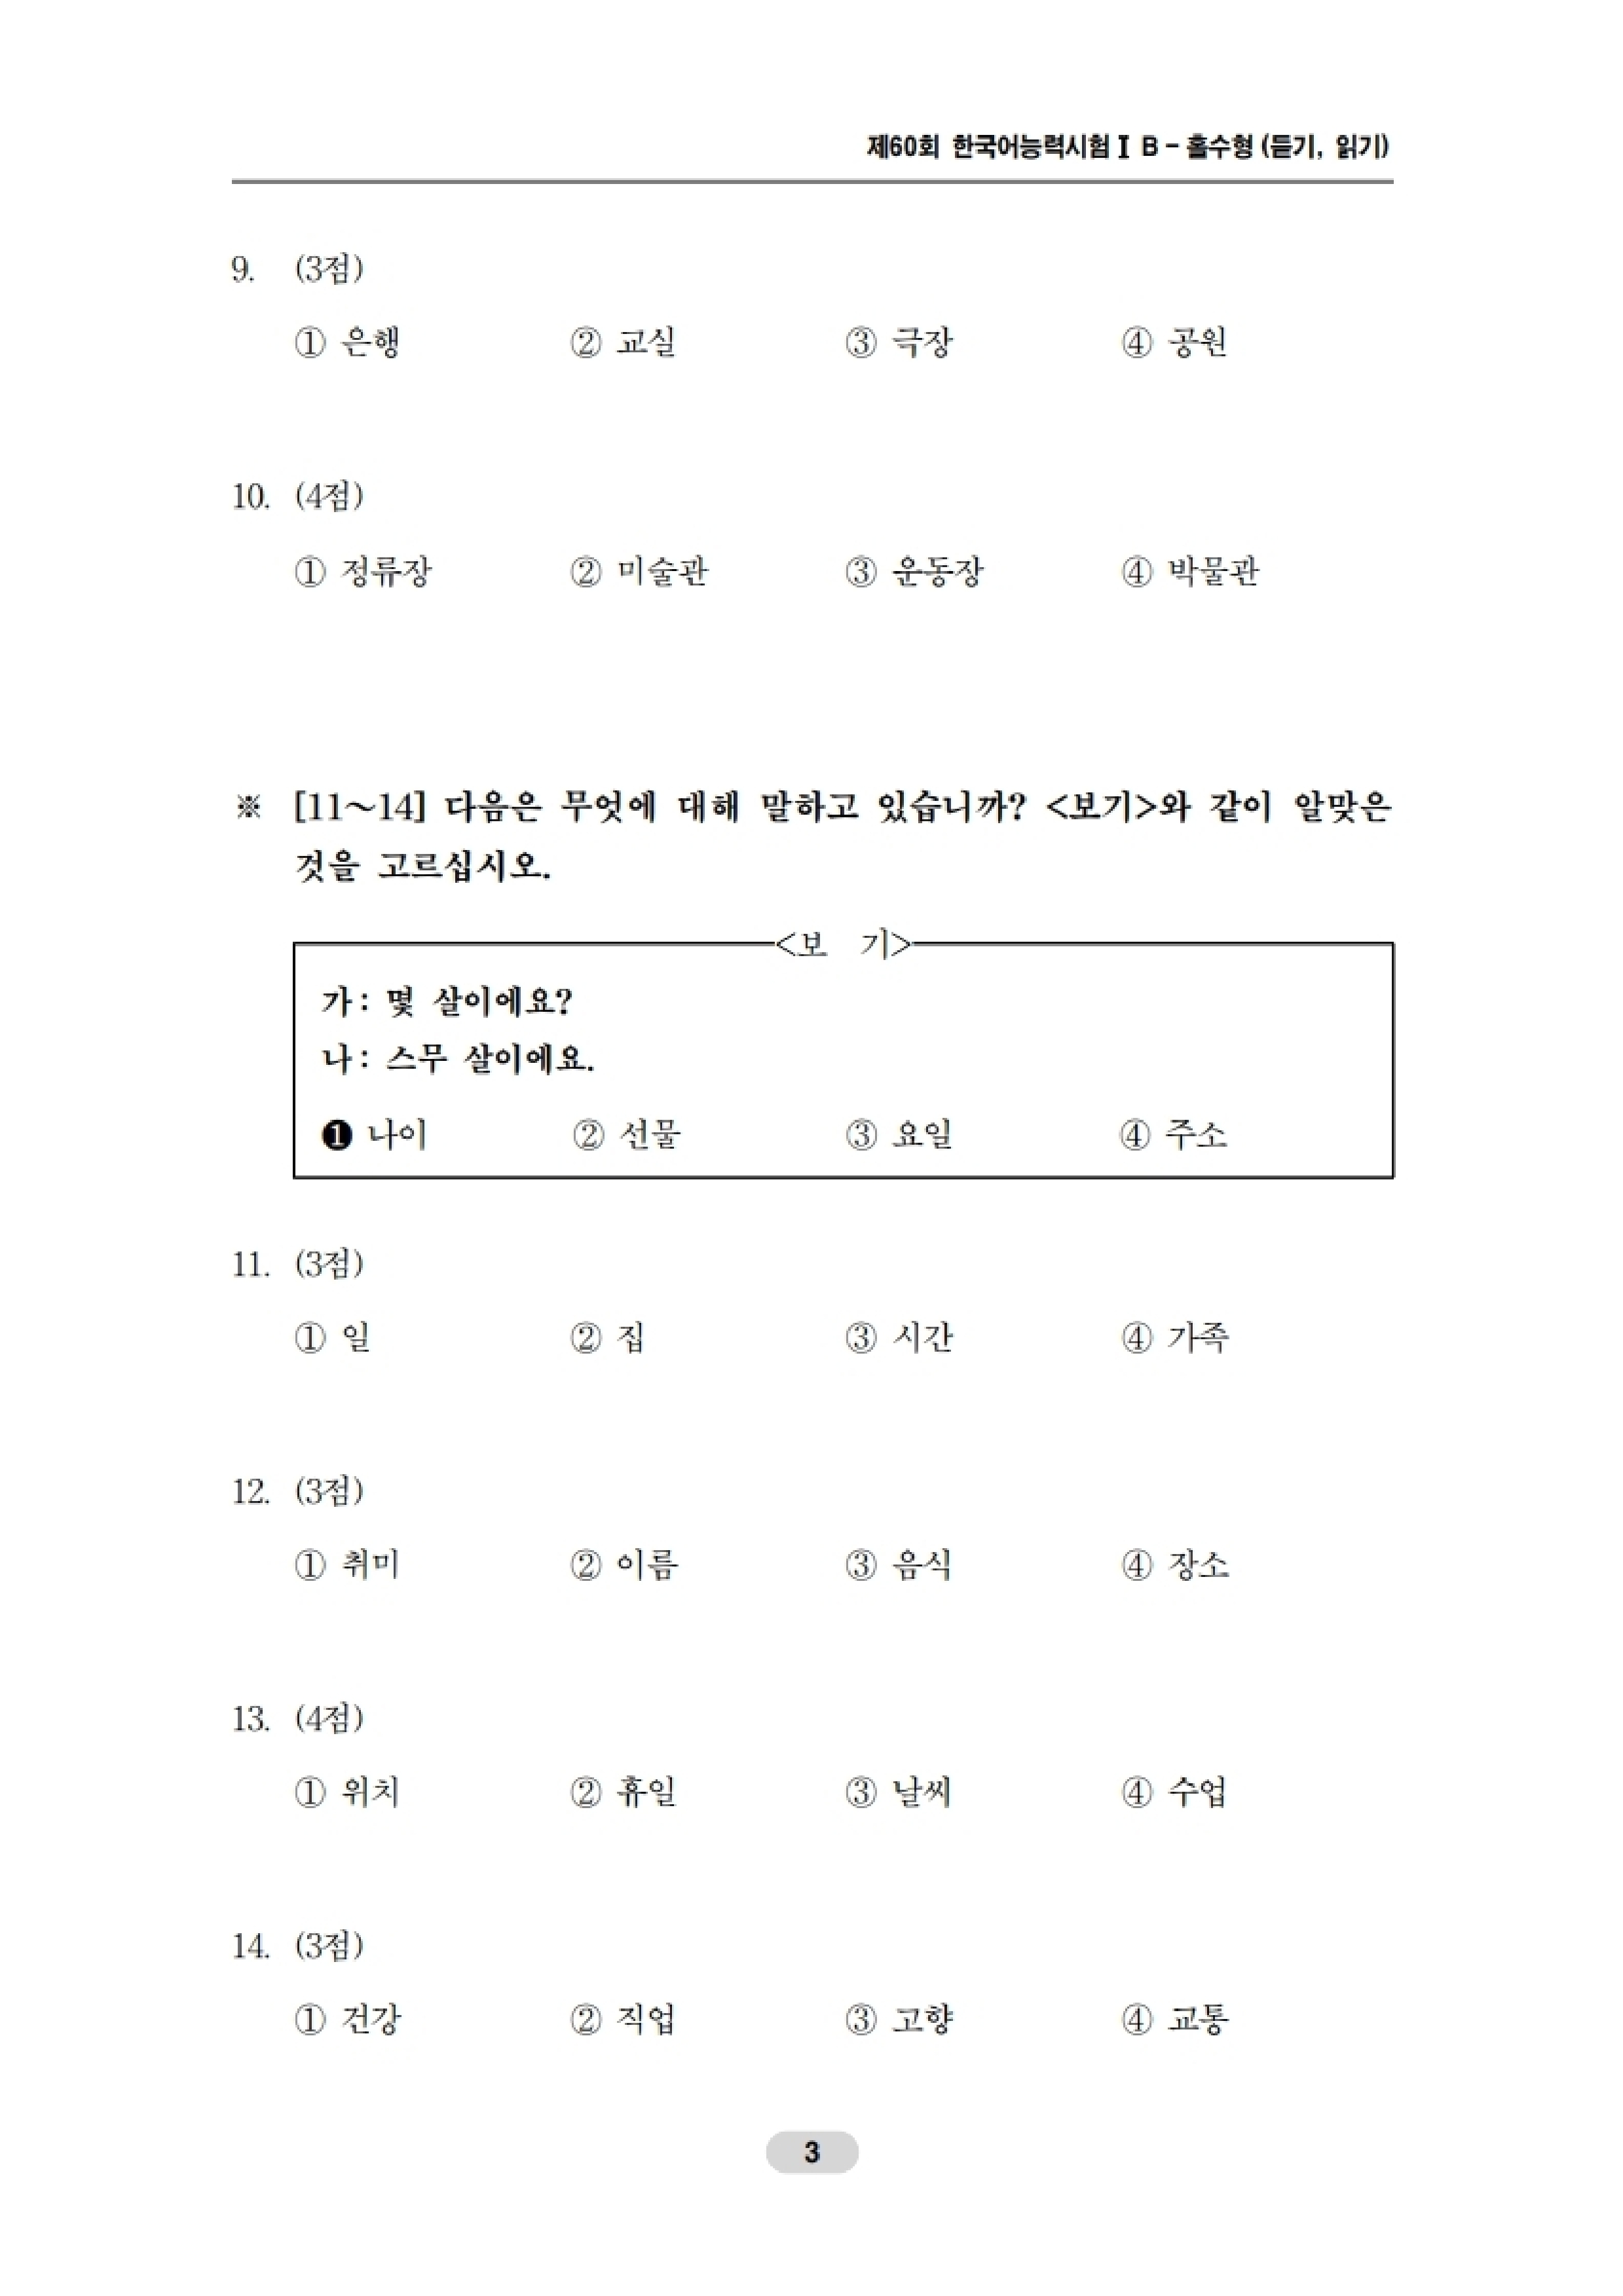 제60회 한국어능력시험 I B - 홀수형 (듣기, 읽기)
9. (3점)
① 은행 ② 교실 ③ 극장 ④ 공원
10. (4점)
① 정류장 ② 미술관 ③ 운동장 ④ 박물관
※ [11~14] 다음은 무엇에 대해 말하고 있습니까? <보기>와 같이 알맞은
것을 고르십시오.
<보 기>
가: 몇 살이에요?
나: 스무 살이에요.
❶ 나이 ② 선물 ③ 요일 ④ 주소
11. (3점)
① 일 ② 집 ③ 시간 ④ 가족
12. (3점)
① 취미 ② 이름 ③ 음식 ④ 장소
13. (4점)
① 위치 ② 휴일 ③ 날씨 ④ 수업
14. (3점)
① 건강 ② 직업 ③ 고향 ④ 교통
3